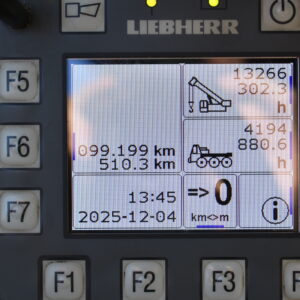 LIEBHERR
F5
13266
302.3
h
F6
099.199 km
510.3 km
4194
880.6
h
F7
13:45
2025-12-04
=> 0
km<>m
i
F1
F2
F3